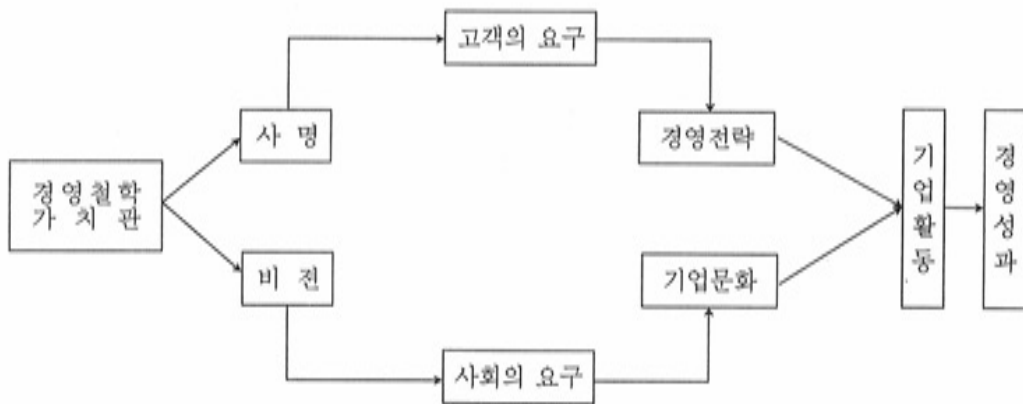 고객의 요구
사 명
경영전략
경영철학
가 치 관
기업활동
경영성과
비 전
기업문화
사회의 요구